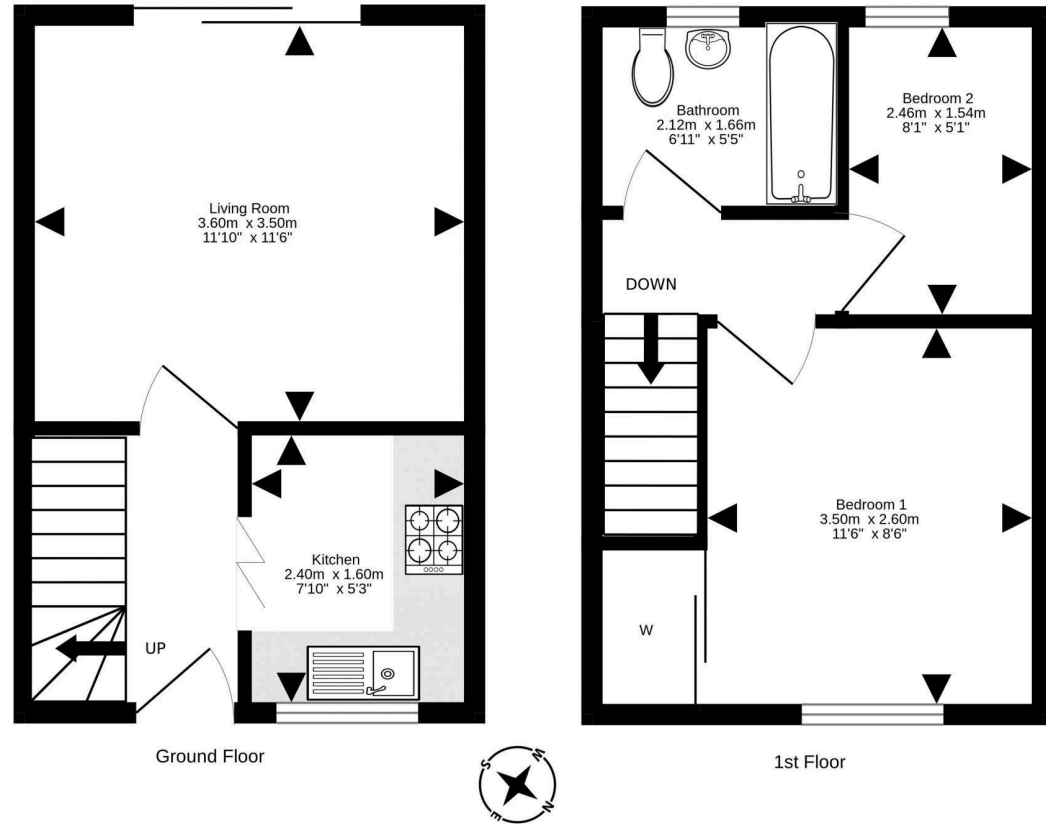 Living Room
3.60m x 3.50m
11'10" x 11'6"
Kitchen
2.40m x 1.60m
7'10" x 5'3"
UP
Ground Floor
Bathroom
2.12m x 1.66m
6'11" x 5'5"
Bedroom 2
2.46m x 1.54m
8'1" x 5'1"
DOWN
Bedroom 1
3.50m x 2.60m
11'6" x 8'6"
W
1st Floor
S
W
N
E